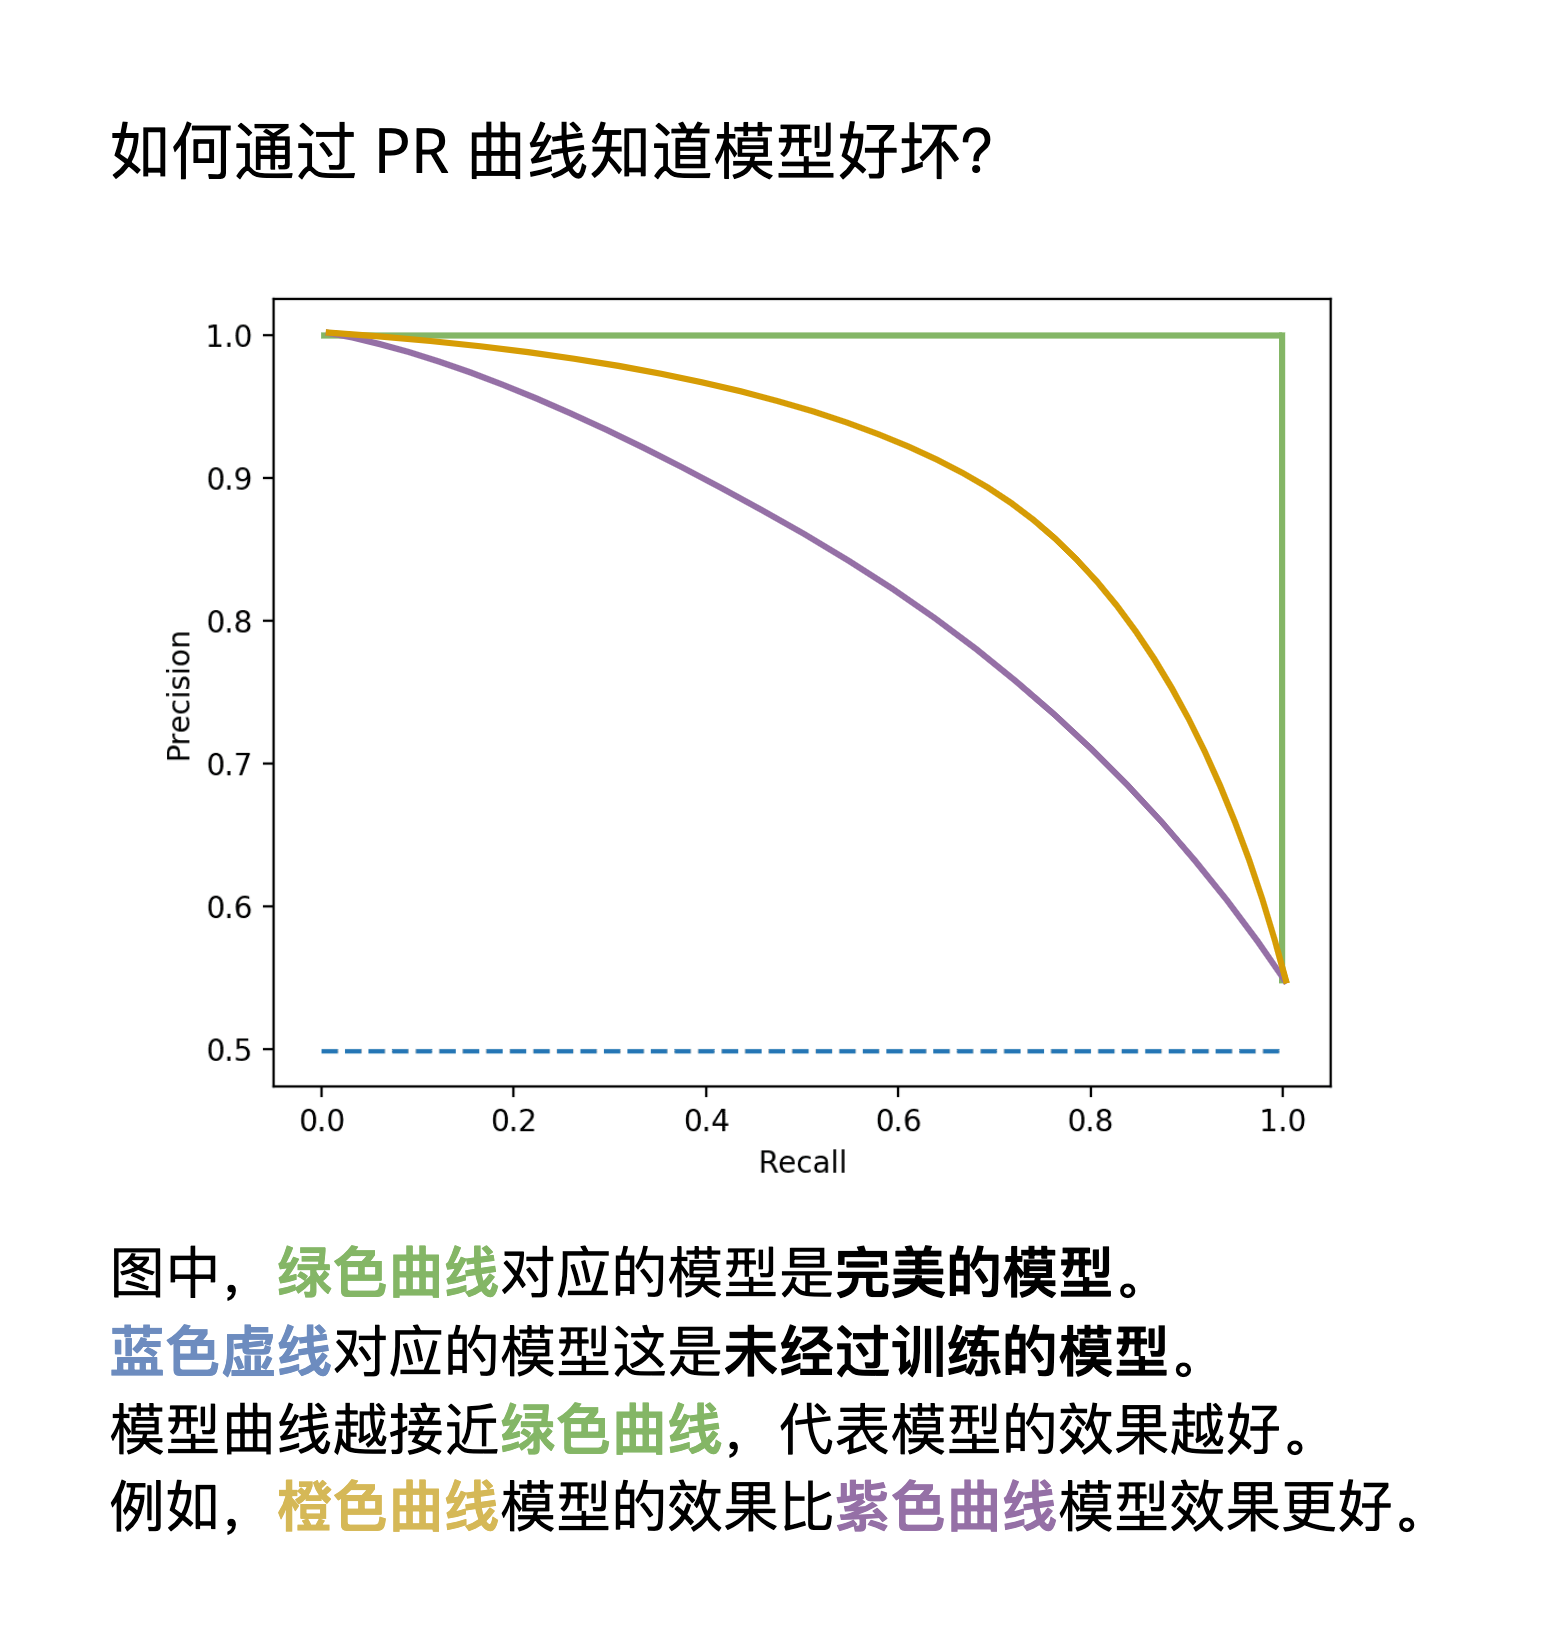 如何通过 PR 曲线知道模型好坏?
1.0
0.9
0.8
0.7
0.6
0.5
Precision
0.0 0.2 0.4 0.6 0.8 1.0
Recall
图中，绿色曲线对应的模型是完美的模型。
蓝色虚线对应的模型这是未经过训练的模型。
模型曲线越接近绿色曲线，代表模型的效果越好。
例如，橙色曲线模型的效果比紫色曲线模型效果更好。